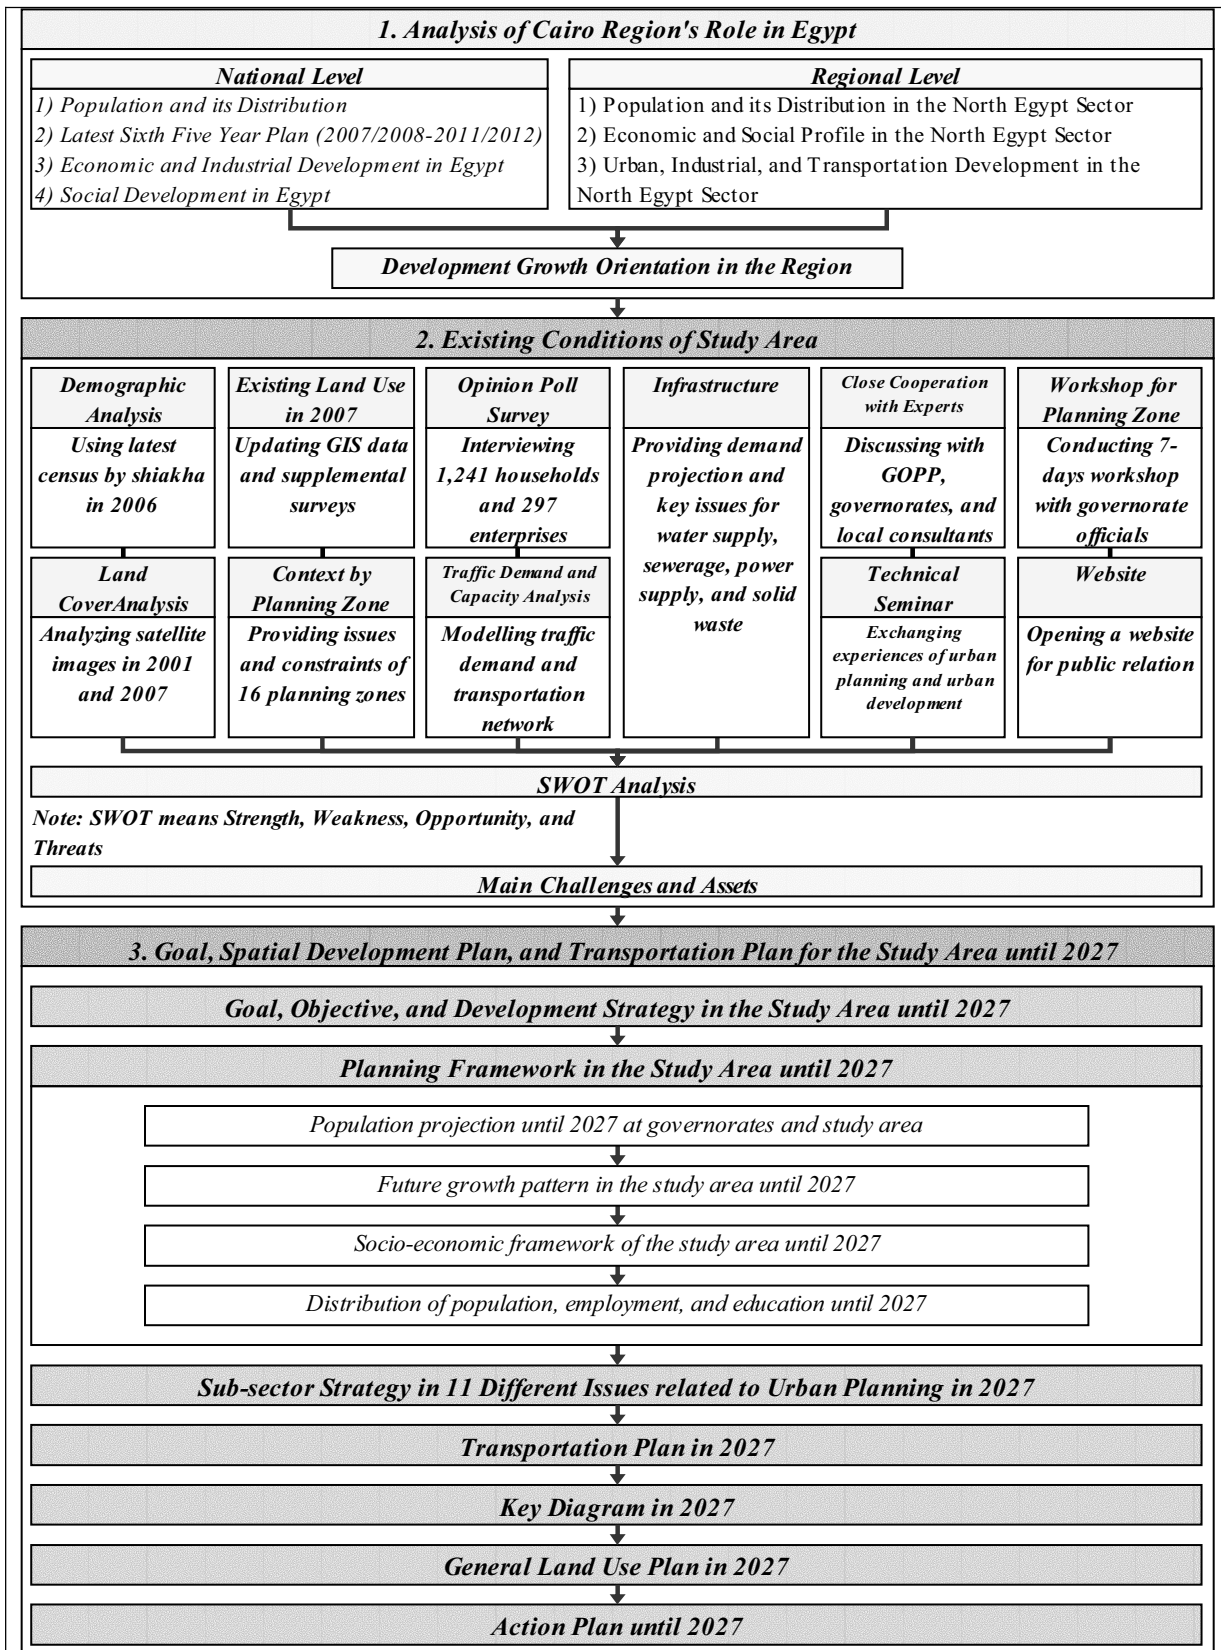 1. Analysis of Cairo Region's Role in Egypt
National Level
1) Population and its Distribution
2) Latest Sixth Five Year Plan (2007/2008-2011/2012)
3) Economic and Industrial Development in Egypt
4) Social Development in Egypt
Regional Level
1) Population and its Distribution in the North Egypt Sector
2) Economic and Social Profile in the North Egypt Sector
3) Urban, Industrial, and Transportation Development in the
North Egypt Sector
Development Growth Orientation in the Region
2. Existing Conditions of Study Area
Demographic
Analysis
Using latest
census by shiakha
in 2006
Land
CoverAnalysis
Analyzing satellite
images in 2001
and 2007
Existing Land Use
in 2007
Updating GIS data
and supplemental
surveys
Context by
Planning Zone
Providing issues
and constraints of
16 planning zones
Opinion Poll
Survey
Interviewing
1,241 households
and 297
enterprises
Traffic Demand and
Capacity Analysis
Modelling traffic
demand and
transportation
network
Infrastructure
Providing demand
projection and
key issues for
water supply,
sewerage, power
supply, and solid
waste
Close Cooperation
with Experts
Discussing with
GOPP,
governorates, and
local consultants
Technical
Seminar
Exchanging
experiences of urban
planning and urban
development
Workshop for
Planning Zone
Conducting 7-
days workshop
with governorate
officials
Website
Opening a website
for public relation
SWOT Analysis
Note: SWOT means Strength, Weakness, Opportunity, and
Threats
Main Challenges and Assets
3. Goal, Spatial Development Plan, and Transportation Plan for the Study Area until 2027
Goal, Objective, and Development Strategy in the Study Area until 2027
Planning Framework in the Study Area until 2027
Population projection until 2027 at governorates and study area
Future growth pattern in the study area until 2027
Socio-economic framework of the study area until 2027
Distribution of population, employment, and education until 2027
Sub-sector Strategy in 11 Different Issues related to Urban Planning in 2027
Transportation Plan in 2027
Key Diagram in 2027
General Land Use Plan in 2027
Action Plan until 2027